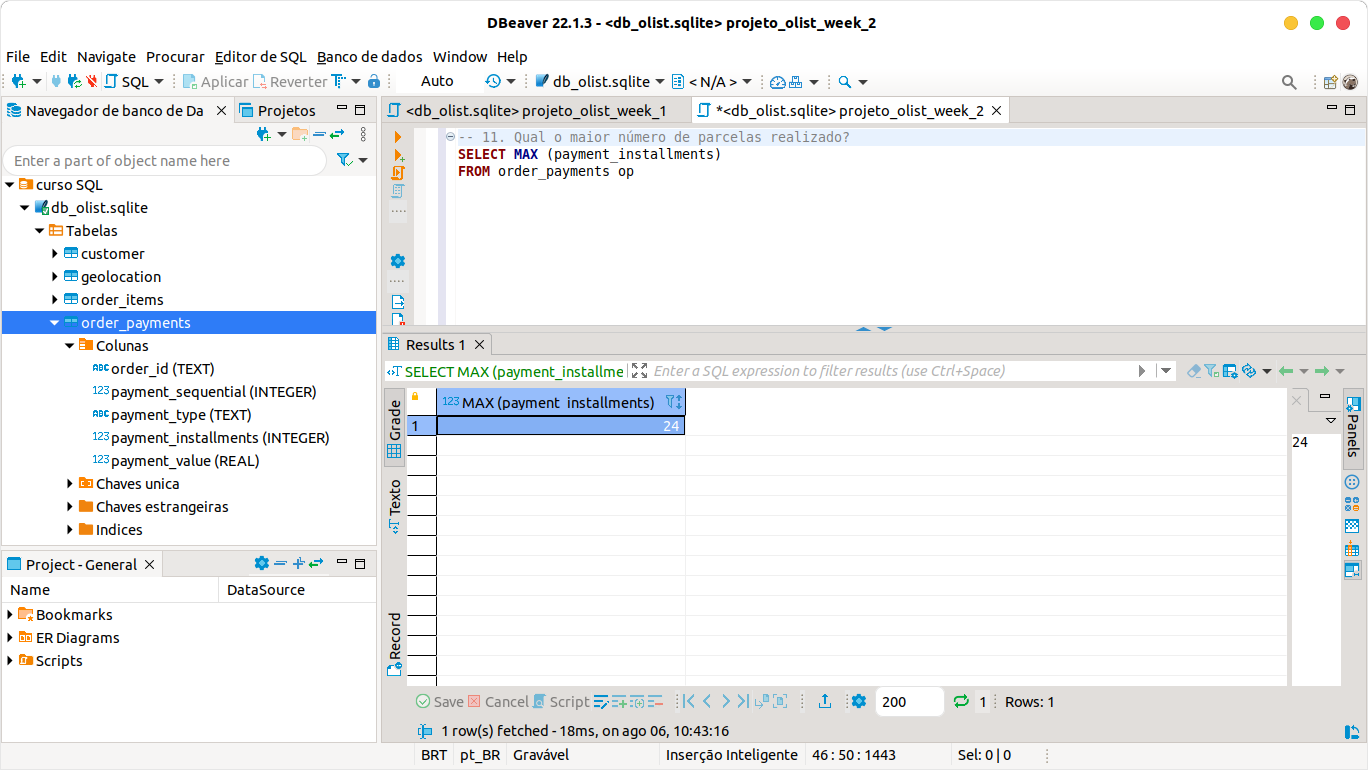 DBeaver 22.1.3 - <db_olist.sqlite> projeto_olist_week_2
File Edit Navigate Procurar Editor de SQL Banco de dados Window Help
SQL Aplicar Reverter Auto db_olist.sqlite < N/A >
Navegador de banco de Da Projetos
Enter a part of object name here
curso SQL
db_olist.sqlite
Tabelas
customer
geolocation
order_items
order_payments
Colunas
ABC order_id (TEXT)
123 payment_sequential (INTEGER)
ABC payment_type (TEXT)
123 payment_installments (INTEGER)
123 payment_value (REAL)
Chaves unica
Chaves estrangeiras
Indices
Project - General
Name DataSource
Bookmarks
ER Diagrams
Scripts
<db_olist.sqlite> projeto_olist_week_1 *<db_olist.sqlite> projeto_olist_week_2
-- 11. Qual o maior número de parcelas realizado?
SELECT MAX (payment_installments)
FROM order_payments op
Results 1
SELECT MAX (payment_installme Enter a SQL expression to filter results (use Ctrl+Space)
Grade
Texto
Record
123 MAX (payment_installments)
1 24
24
Panels
Save Cancel Script 200 1 Rows: 1
1 row(s) fetched - 18ms, on ago 06, 10:43:16
BRT pt_BR Gravável Inserção Inteligente 46 : 50 : 1443 Sel: 0 | 0